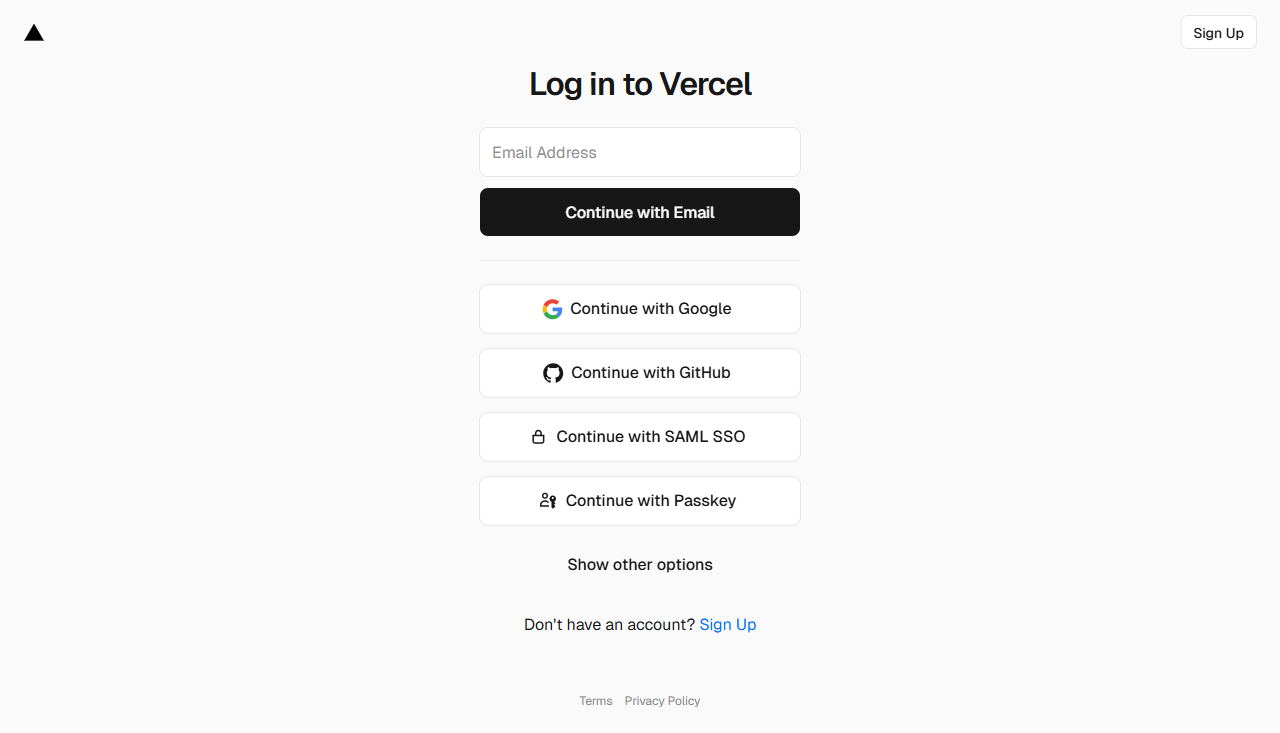 Sign Up
Log in to Vercel
Email Address
Continue with Email
Continue with Google
Continue with GitHub
Continue with SAML SSO
Continue with Passkey
Show other options
Don't have an account? Sign Up
Terms Privacy Policy